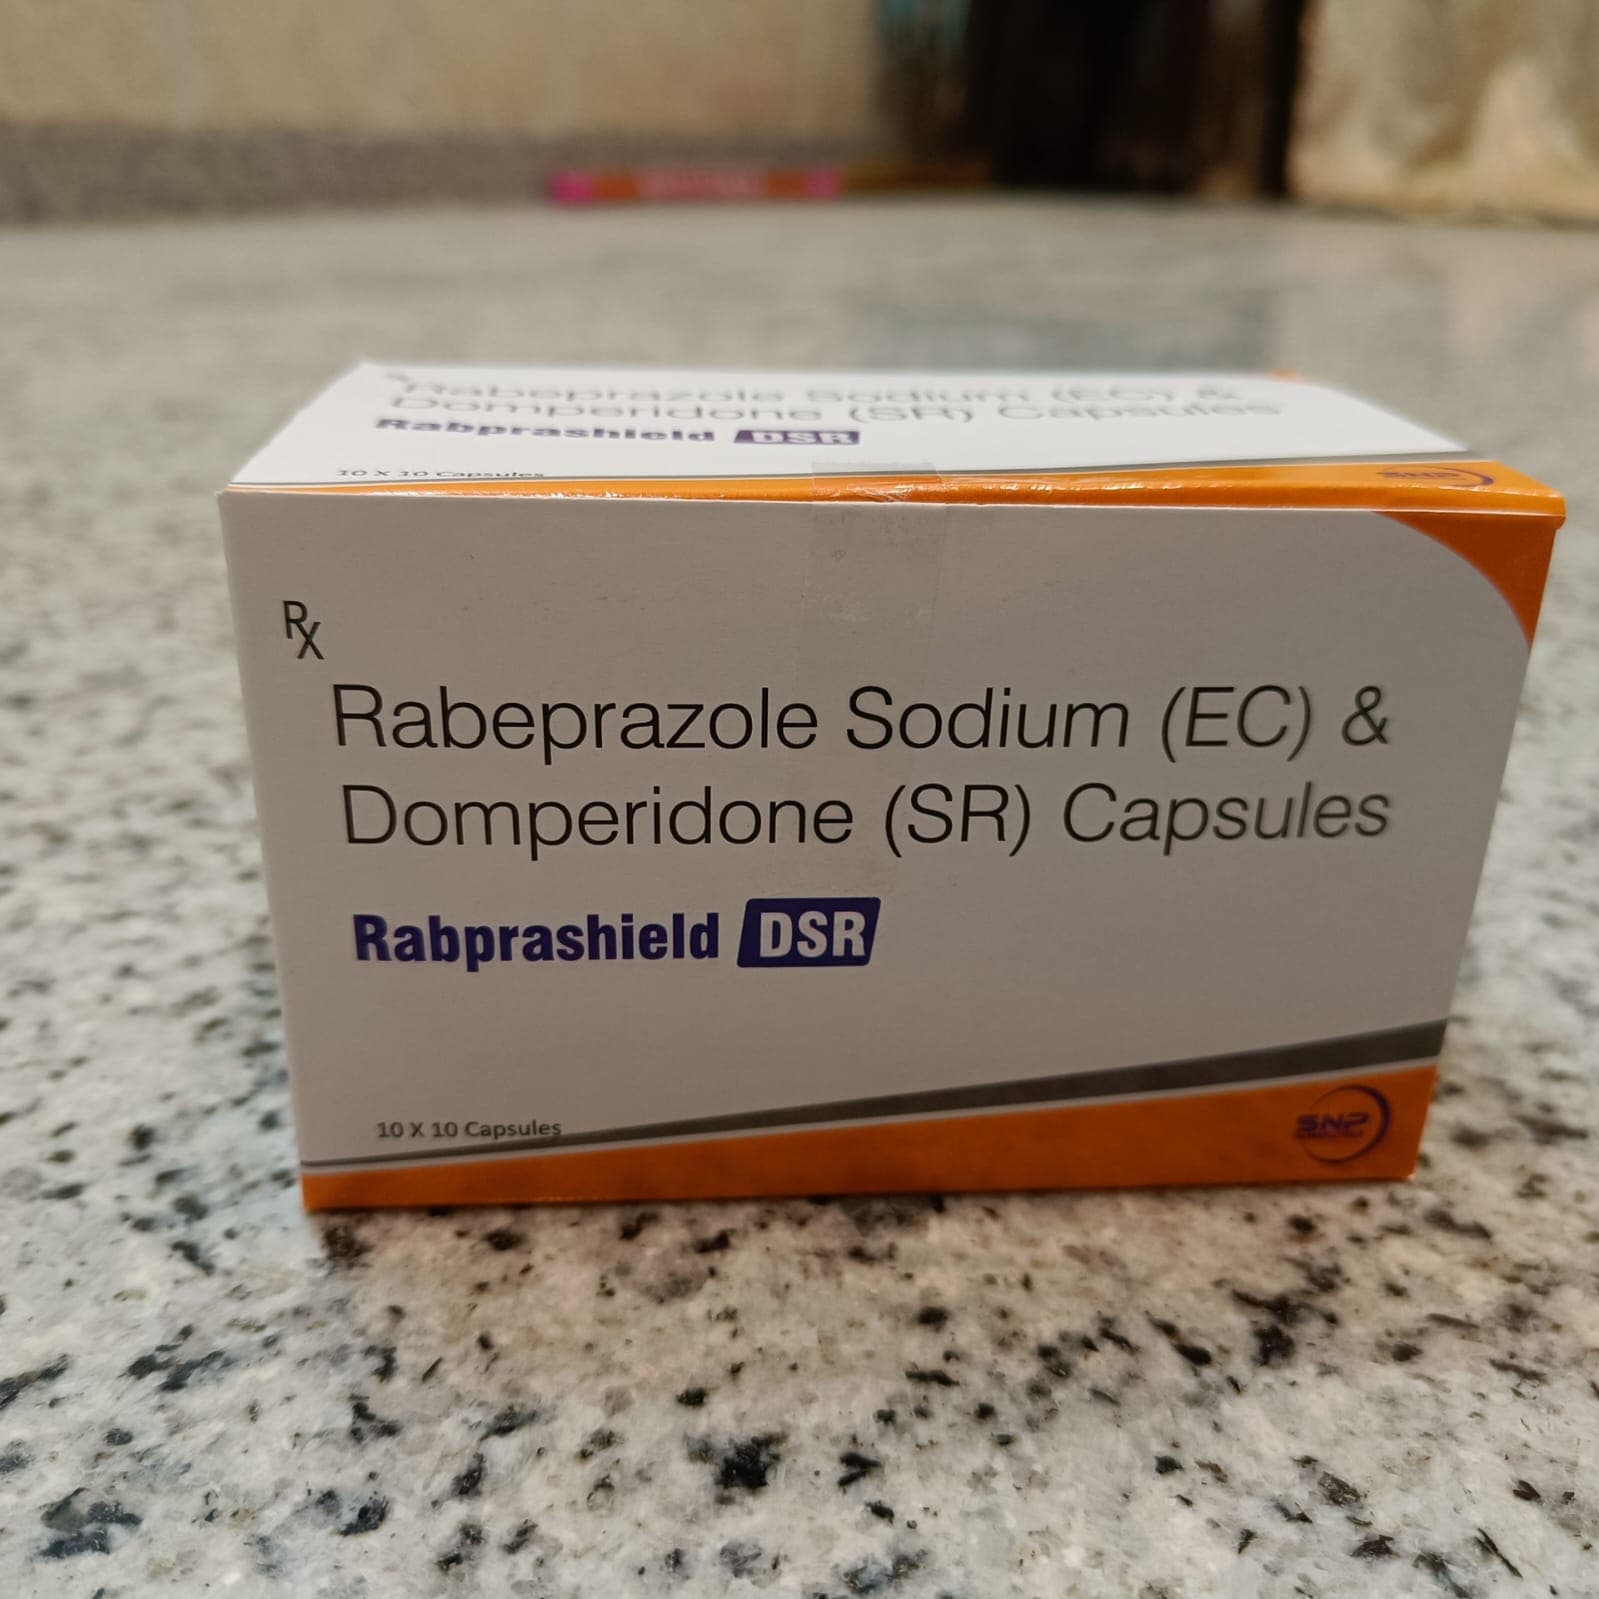 Rabeprazole Sodium (EC) &
Domperidone (SR) Capsules
Rabprashield DSR
10 X 10 Capsules
SNP
Rx
Rabeprazole Sodium (EC) &
Domperidone (SR) Capsules
Rabprashield DSR
10 X 10 Capsules
SNP